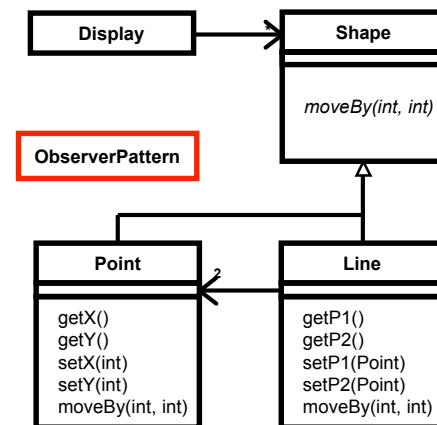 Display
*
Shape
moveBy(int, int)
ObserverPattern
Point
getX()
getY()
setX(int)
setY(int)
moveBy(int, int)
2
Line
getP1()
getP2()
setP1(Point)
setP2(Point)
moveBy(int, int)